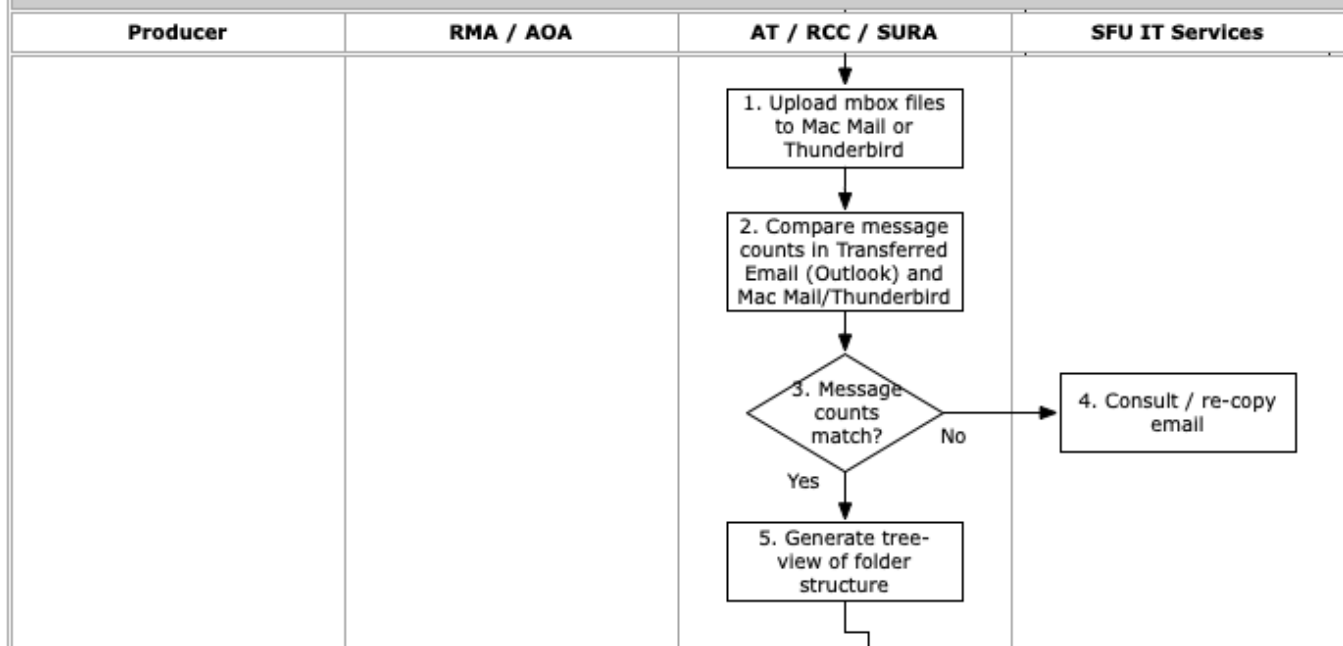 Producer
RMA / AOA
AT / RCC / SURA
SFU IT Services
1. Upload mbox files
to Mac Mail or
Thunderbird
2. Compare message
counts in Transferred
Email (Outlook) and
Mac Mail/Thunderbird
3. Message
counts
match?
No
4. Consult / re-copy
email
Yes
5. Generate tree-
view of folder
structure